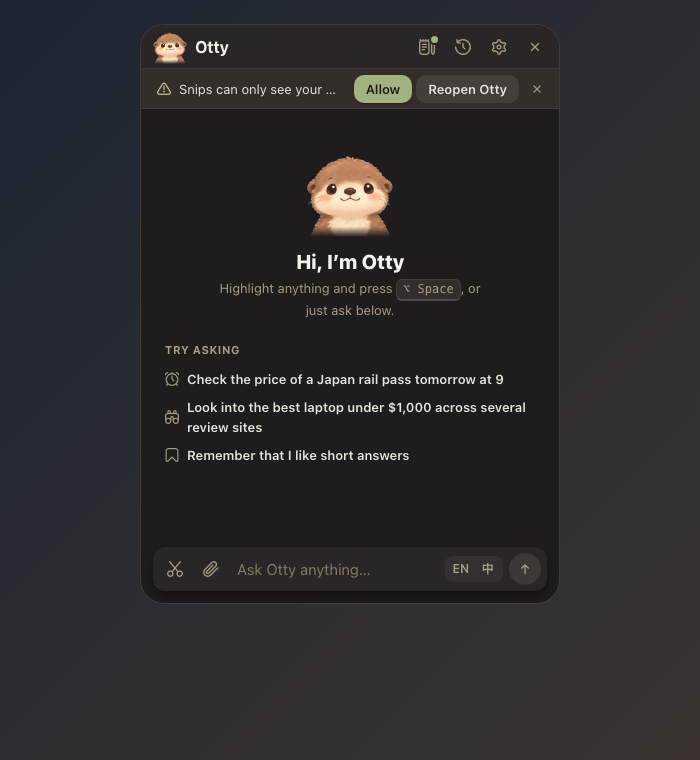 Otty
Snips can only see your ...
Allow
Reopen Otty
Hi, I’m Otty
Highlight anything and press ⌥ Space, or
just ask below.
TRY ASKING
Check the price of a Japan rail pass tomorrow at 9
Look into the best laptop under $1,000 across several
review sites
Remember that I like short answers
Ask Otty anything...
EN 中